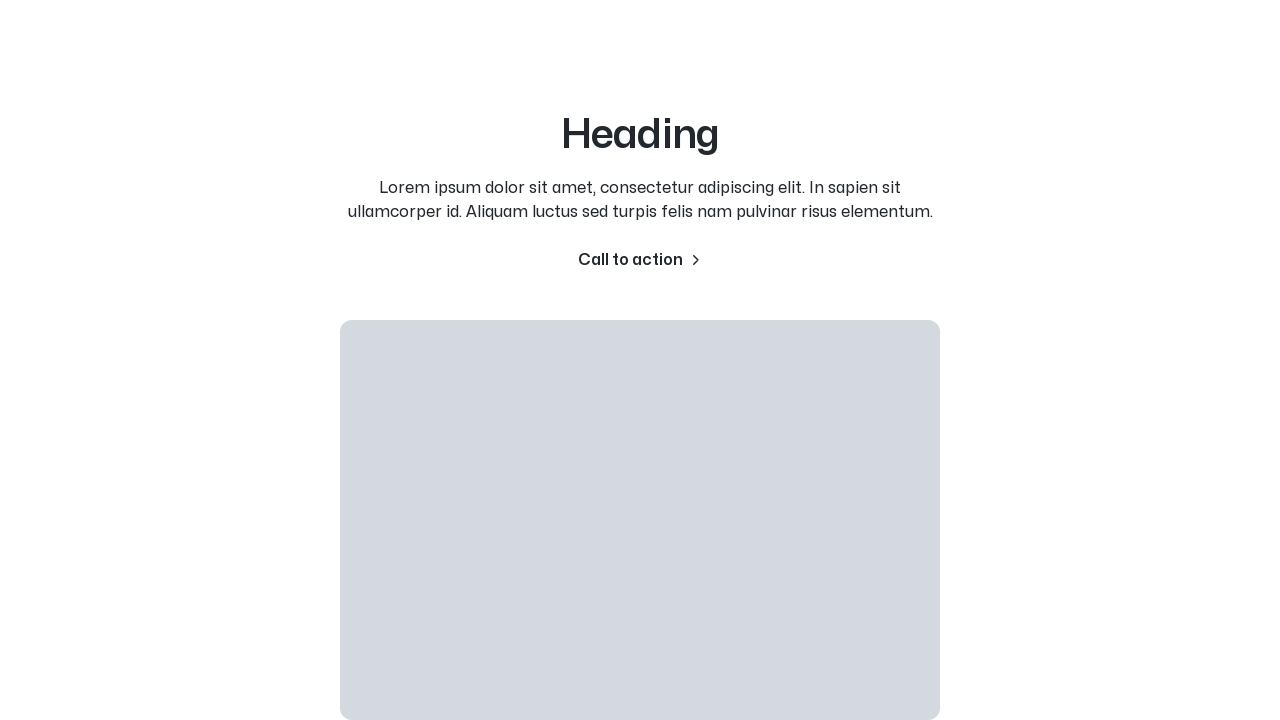 Heading
Lorem ipsum dolor sit amet, consectetur adipiscing elit. In sapien sit
ullamcorper id. Aliquam luctus sed turpis felis nam pulvinar risus elementum.
Call to action